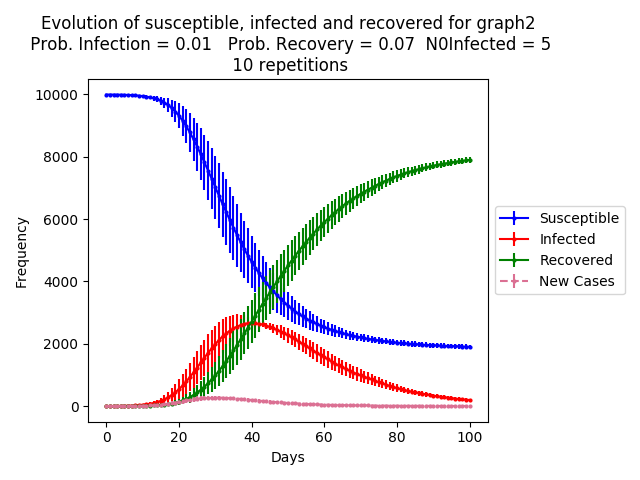 Evolution of susceptible, infected and recovered for graph2
Prob. Infection = 0.01   Prob. Recovery = 0.07  N0Infected = 5
10 repetitions
10000
8000
6000
4000
2000
0
Frequency
0 20 40 60 80 100
Days
Susceptible
Infected
Recovered
New Cases